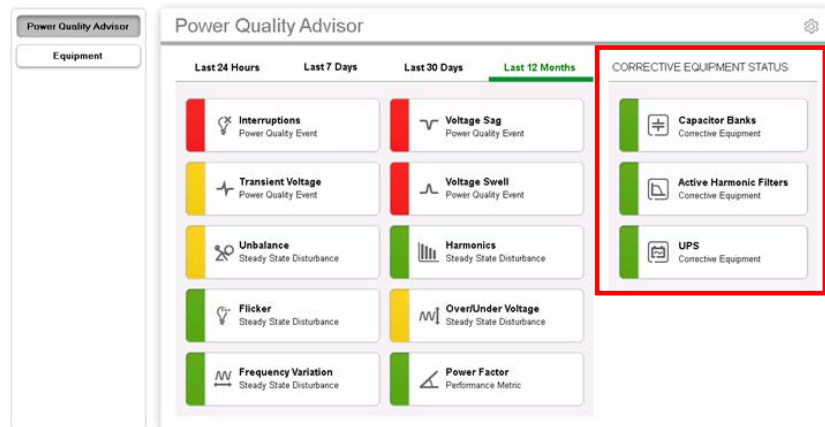 Power Quality Advisor
Equipment
Power Quality Advisor
Last 24 Hours
Last 7 Days
Last 30 Days
Last 12 Months
Interruptions
Power Quality Event
Voltage Sag
Power Quality Event
Transient Voltage
Power Quality Event
Voltage Swell
Power Quality Event
Unbalance
Steady State Disturbance
Harmonics
Steady State Disturbance
Flicker
Steady State Disturbance
Over/Under Voltage
Steady State Disturbance
Frequency Variation
Steady State Disturbance
Power Factor
Performance Metric
CORRECTIVE EQUIPMENT STATUS
Capacitor Banks
Corrective Equipment
Active Harmonic Filters
Corrective Equipment
UPS
Corrective Equipment